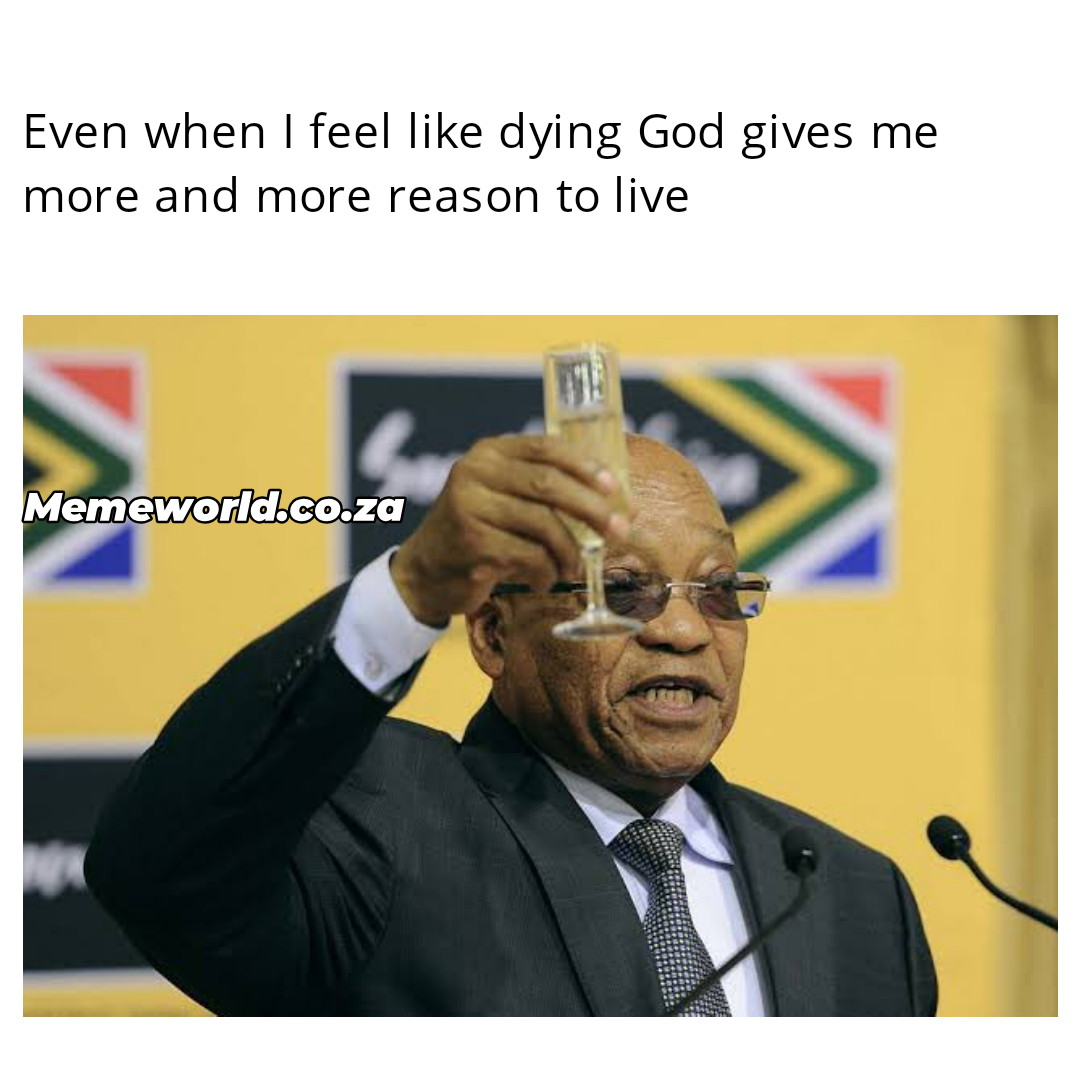 Even when I feel like dying God gives me
more and more reason to live
Memeworld.co.za